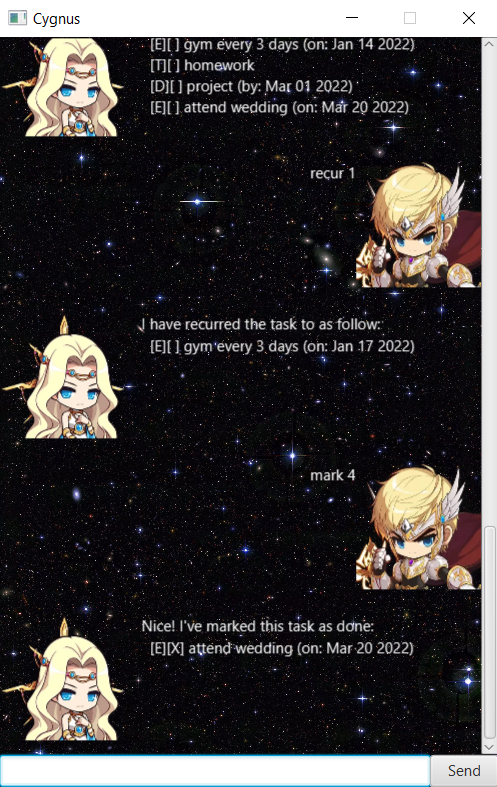 Cygnus
[E][ ] gym every 3 days (on: Jan 14 2022)
[T][ ] homework
[D][ ] project (by: Mar 01 2022)
[E][ ] attend wedding (on: Mar 20 2022)
recur 1
I have recurred the task to as follow:
[E][ ] gym every 3 days (on: Jan 17 2022)
mark 4
Nice! I've marked this task as done:
[E][X] attend wedding (on: Mar 20 2022)
Send